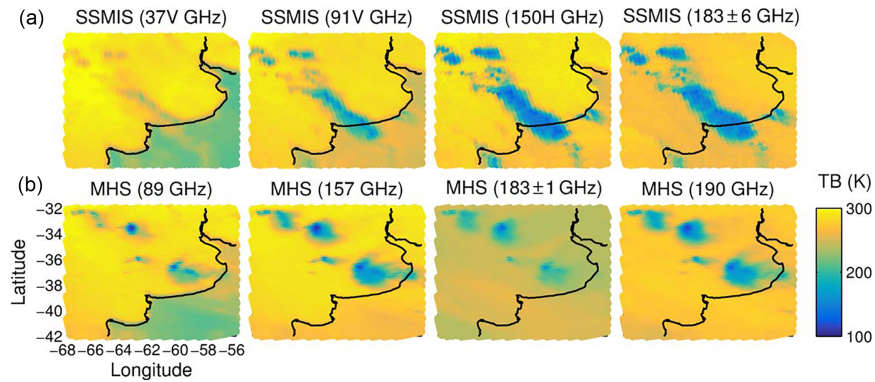 (a) SSMIS (37V GHz) SSMIS (91V GHz) SSMIS (150H GHz) SSMIS (183±6 GHz)
(b) MHS (89 GHz) MHS (157 GHz) MHS (183±1 GHz) MHS (190 GHz) TB (K)
−32
−34
−36
−38
−40
−42
Latitude
−68 −66 −64 −62 −60 −58 −56
Longitude
300
200
100